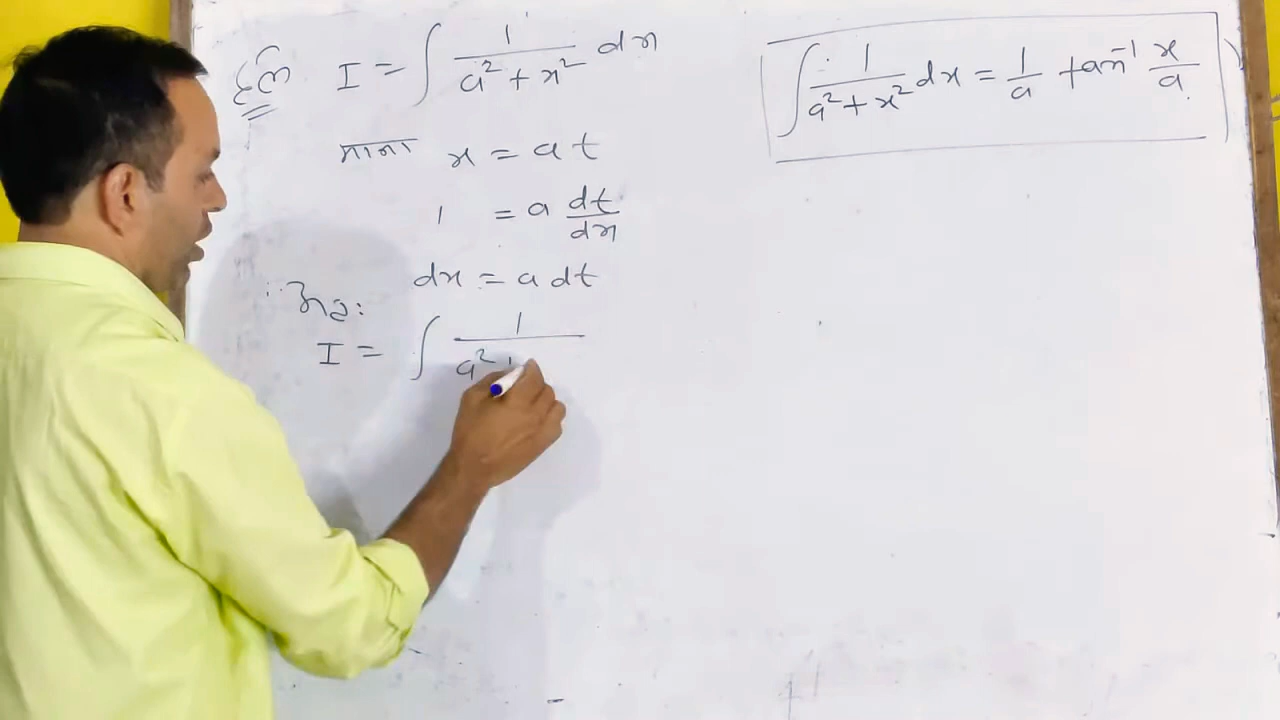 हल I = ∫ 1/(a² + x²) dx
माना x = at
1 = a dt/dx
dx = a dt
अतः
I = ∫ 1/a²
∫ 1/(a² + x²) dx = 1/a tan⁻¹ x/a